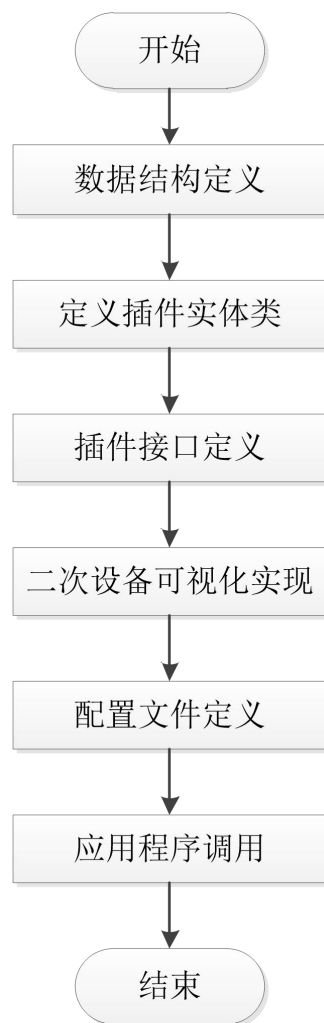 开始
数据结构定义
定义插件实体类
插件接口定义
二次设备可视化实现
配置文件定义
应用程序调用
结束